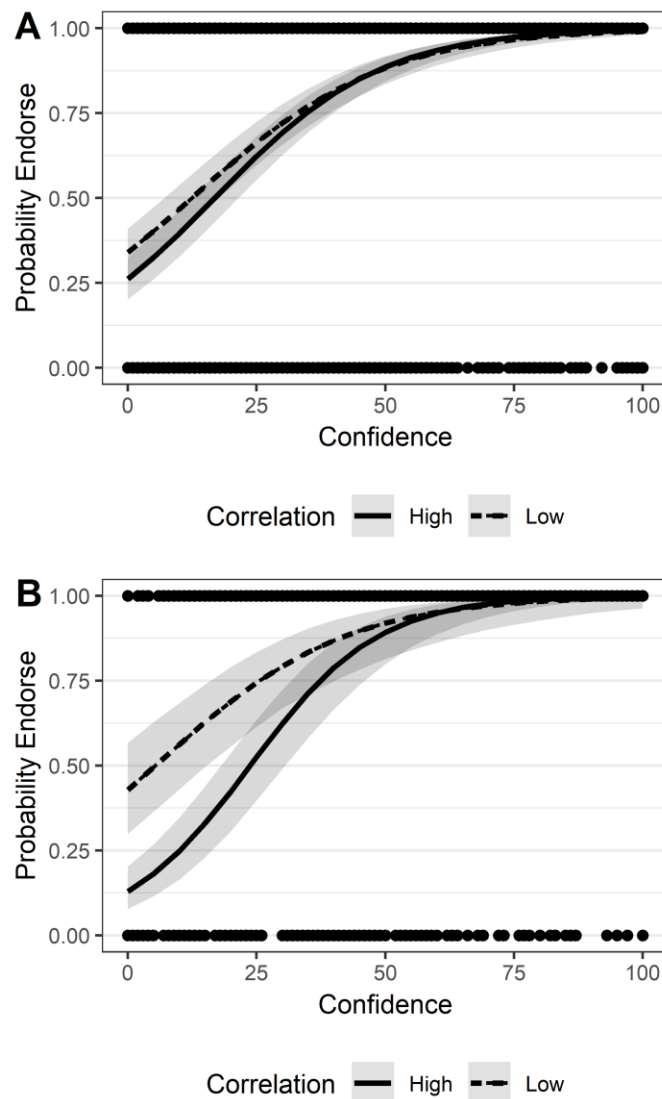 A
1.00
0.75
0.50
0.25
0.00
Probability Endorse
0 25 50 75 100
Confidence
Correlation High Low
B
1.00
0.75
0.50
0.25
0.00
Probability Endorse
0 25 50 75 100
Confidence
Correlation High Low